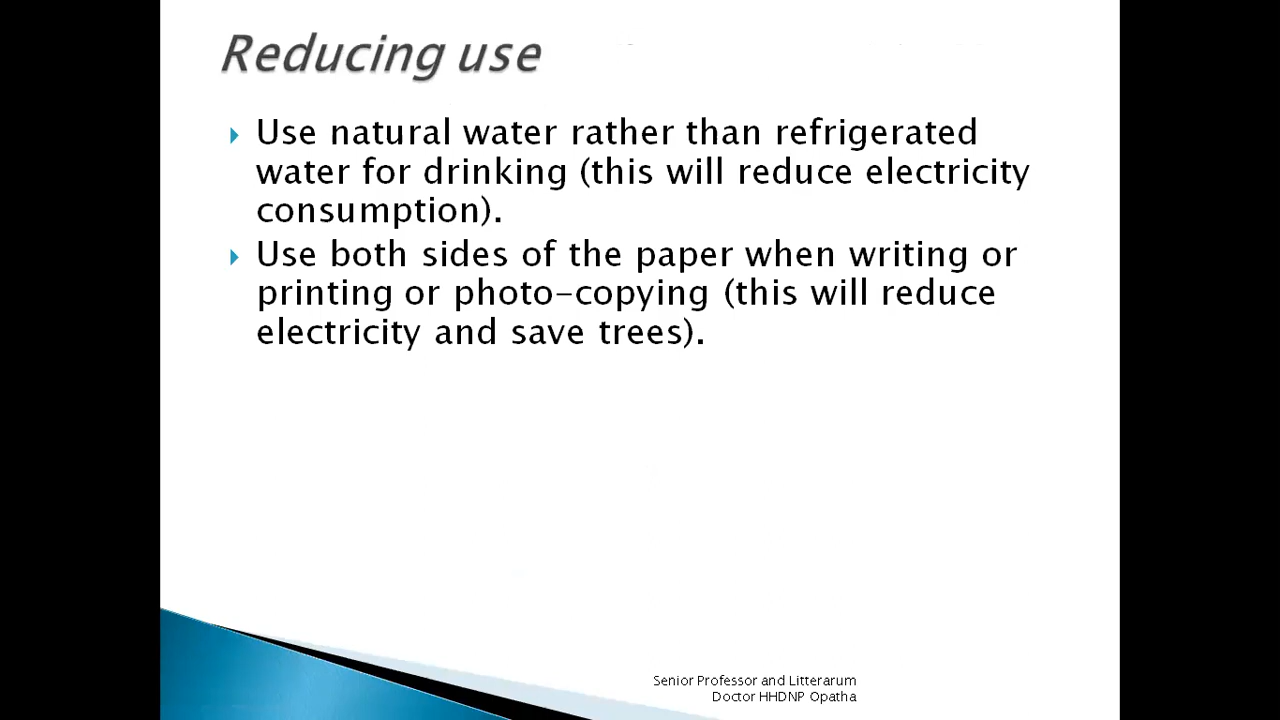 Reducing use
Use natural water rather than refrigerated
water for drinking (this will reduce electricity
consumption).
Use both sides of the paper when writing or
printing or photo-copying (this will reduce
electricity and save trees).
Senior Professor and Litterarum
Doctor HHDNP Opatha